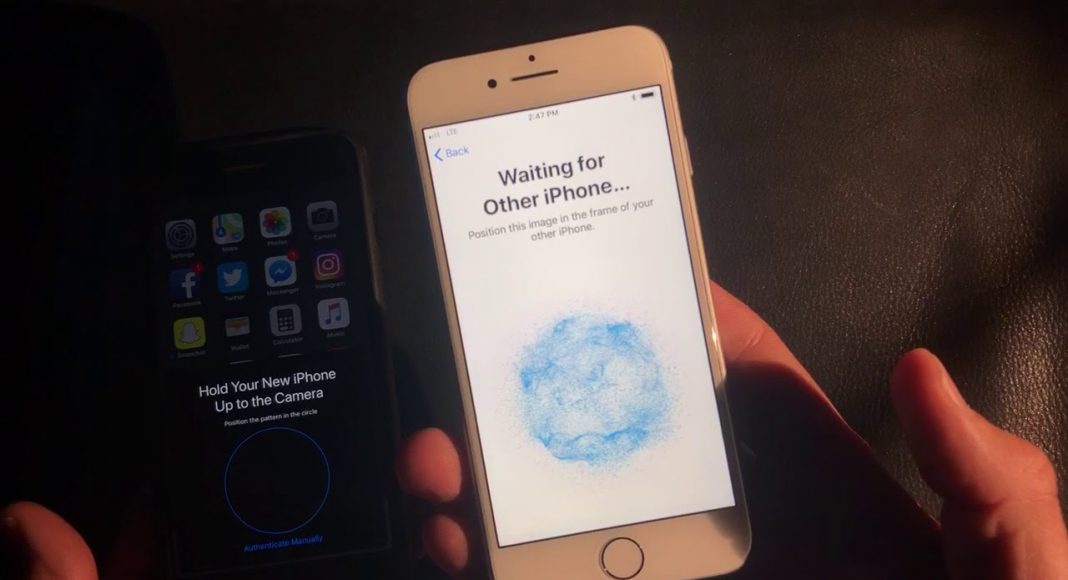 Settings
Maps
Photos
Camera
1
1
Facebook
Twitter
Messenger
Instagram
Snapchat
Wallet
Calculator
Music
Hold Your New iPhone
Up to the Camera
Position the pattern in the circle
Authenticate Manually
LTE
2:47 PM
Back
Waiting for
Other iPhone...
Position this image in the frame of your
other iPhone.